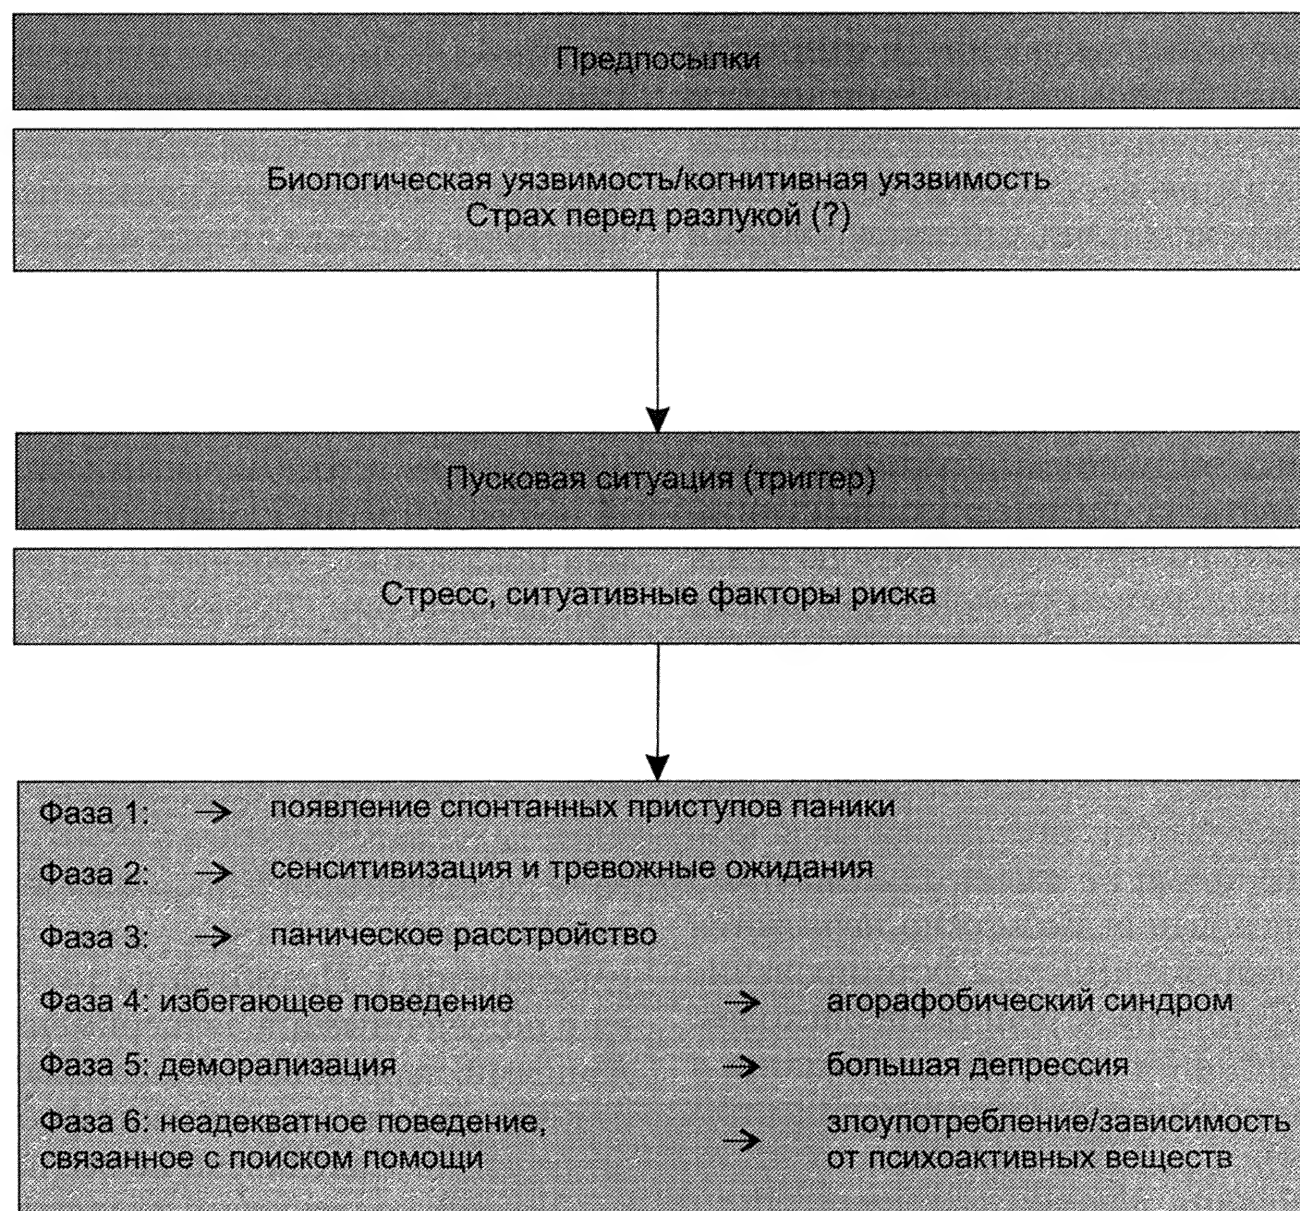 Предпосылки
Биологическая уязвимость/когнитивная уязвимость
Страх перед разлукой (?)
Пусковая ситуация (триггер)
Стресс, ситуативные факторы риска
Фаза 1: → появление спонтанных приступов паники
Фаза 2: → сенситивизация и тревожные ожидания
Фаза 3: → паническое расстройство
Фаза 4: избегающее поведение → агорафобический синдром
Фаза 5: деморализация → большая депрессия
Фаза 6: неадекватное поведение, → злоупотребление/зависимость
связанное с поиском помощи от психоактивных веществ